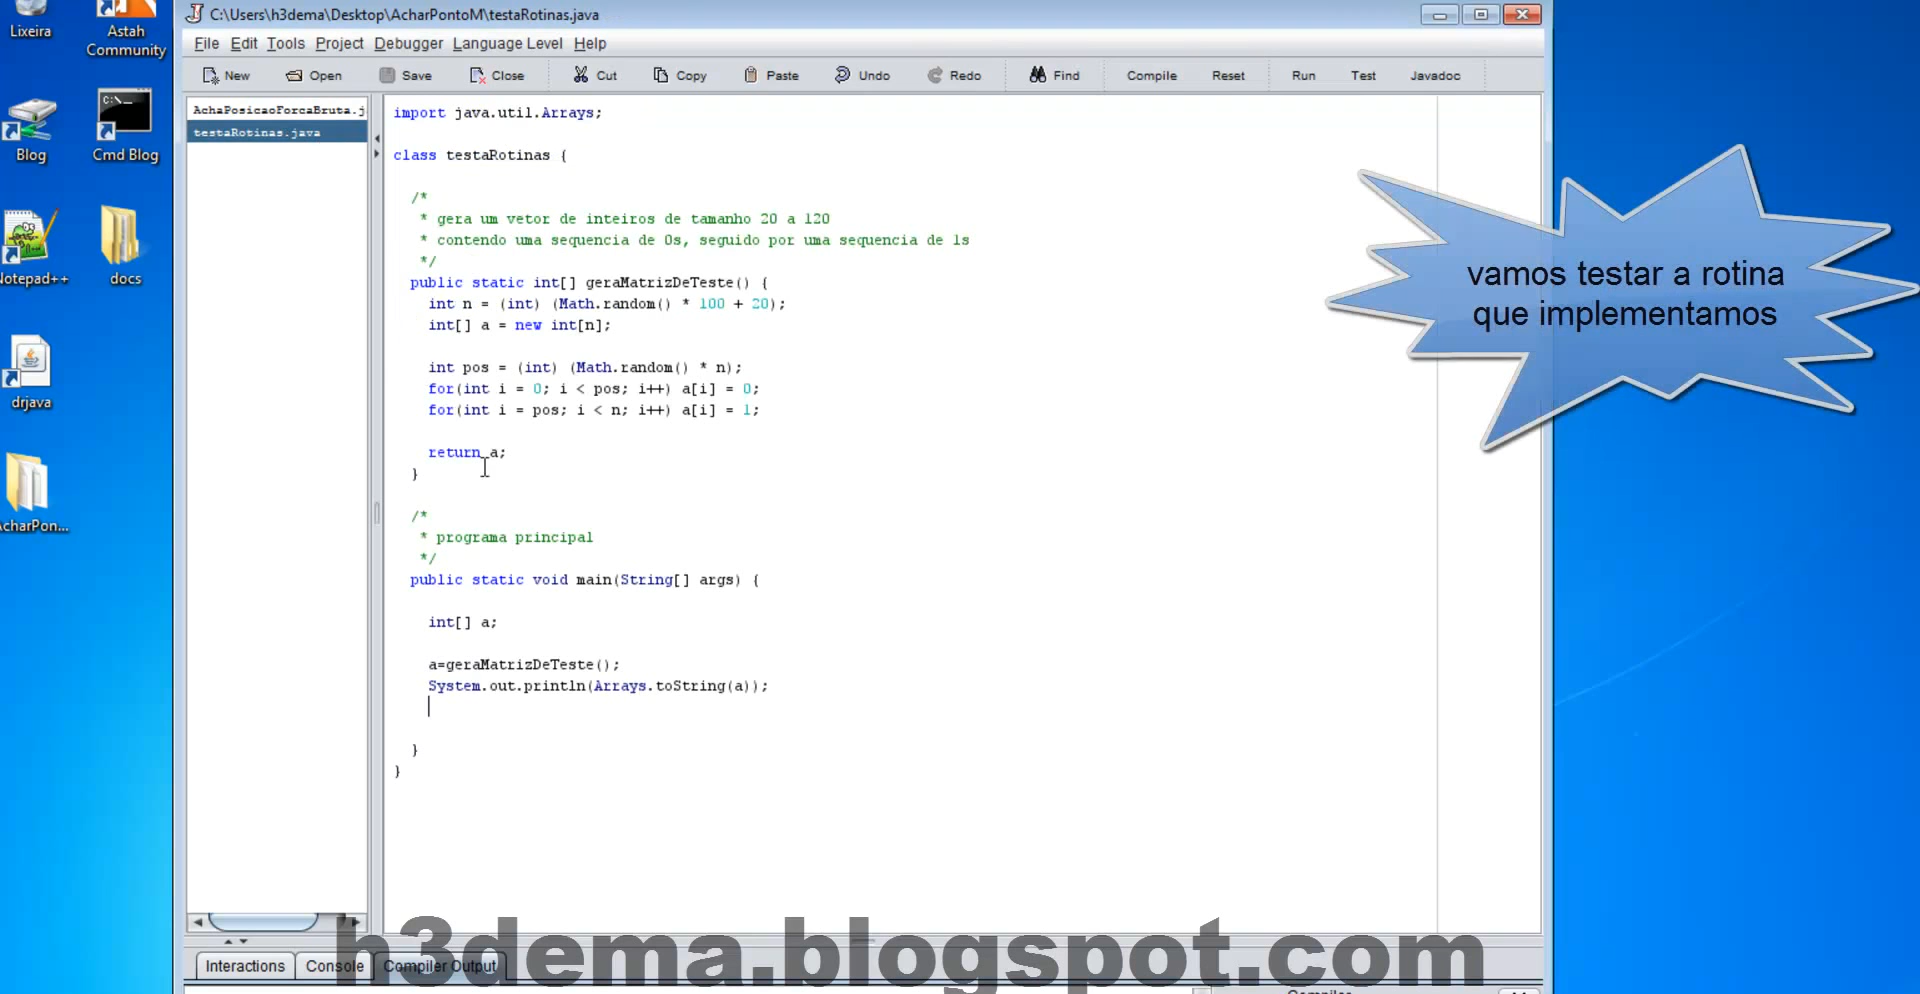 C:\Users\h3dema\Desktop\AcharPontoM\testaRotinas.java
File Edit Tools Project Debugger Language Level Help
New Open Save Close Cut Copy Paste Undo Redo Find Compile Reset Run Test Javadoc
Lixeira
Astah
Community
Blog
Cmd Blog
Notepad++
docs
drjava
AcharPon...
AchaPosicaoForcaBruta.j
testaRotinas.java
import java.util.Arrays;
class testaRotinas {
/*
* gera um vetor de inteiros de tamanho 20 a 120
* contendo uma sequencia de 0s, seguido por uma sequencia de 1s
*/
public static int[] geraMatrizDeTeste() {
int n = (int) (Math.random() * 100 + 20);
int[] a = new int[n];
int pos = (int) (Math.random() * n);
for(int i = 0; i < pos; i++) a[i] = 0;
for(int i = pos; i < n; i++) a[i] = 1;
return a;
}
/*
* programa principal
*/
public static void main(String[] args) {
int[] a;
a=geraMatrizDeTeste();
System.out.println(Arrays.toString(a));
}
}
vamos testar a rotina
que implementamos
Interactions Console Compiler Output
h3dema.blogspot.com